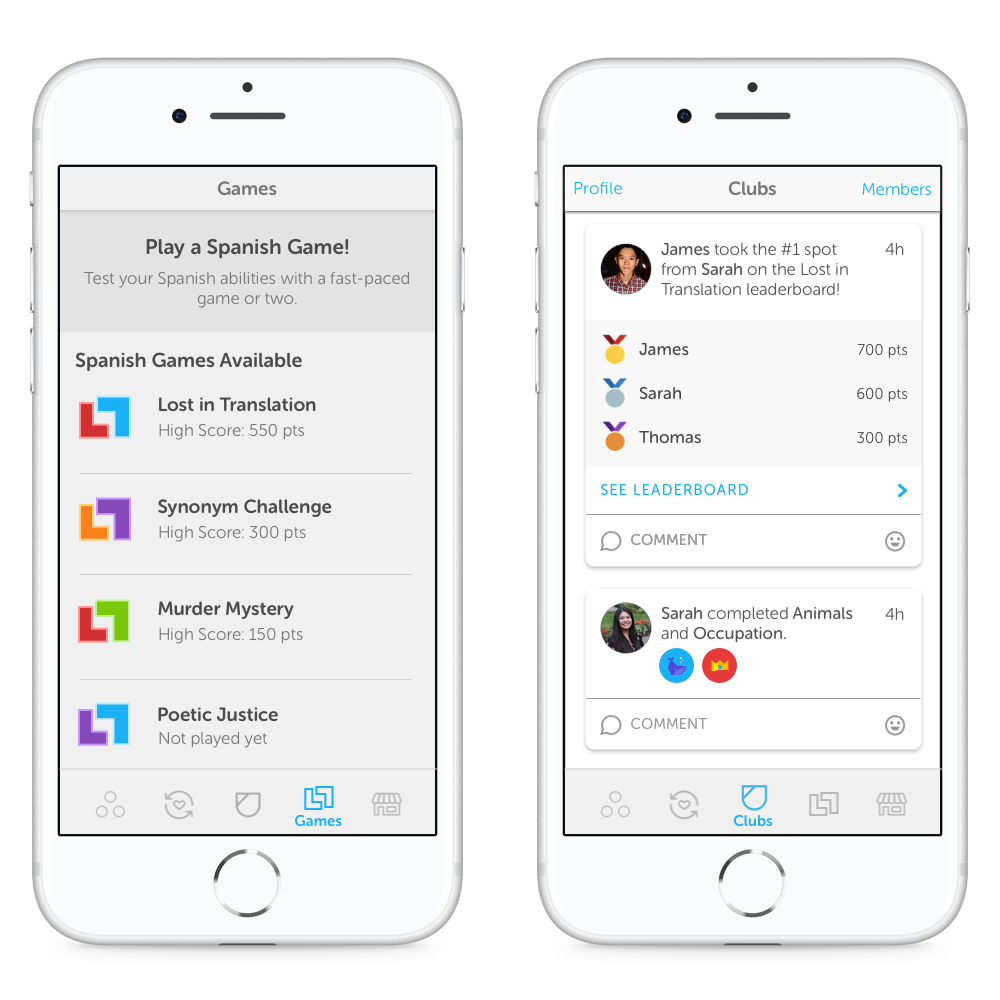 Games
Play a Spanish Game!
Test your Spanish abilities with a fast-paced
game or two.
Spanish Games Available
Lost in Translation
High Score: 550 pts
Synonym Challenge
High Score: 300 pts
Murder Mystery
High Score: 150 pts
Poetic Justice
Not played yet
Games
Profile Clubs Members
James took the #1 spot 4h
from Sarah on the Lost in
Translation leaderboard!
James 700 pts
Sarah 600 pts
Thomas 300 pts
SEE LEADERBOARD
COMMENT
Sarah completed Animals 4h
and Occupation.
COMMENT
Clubs